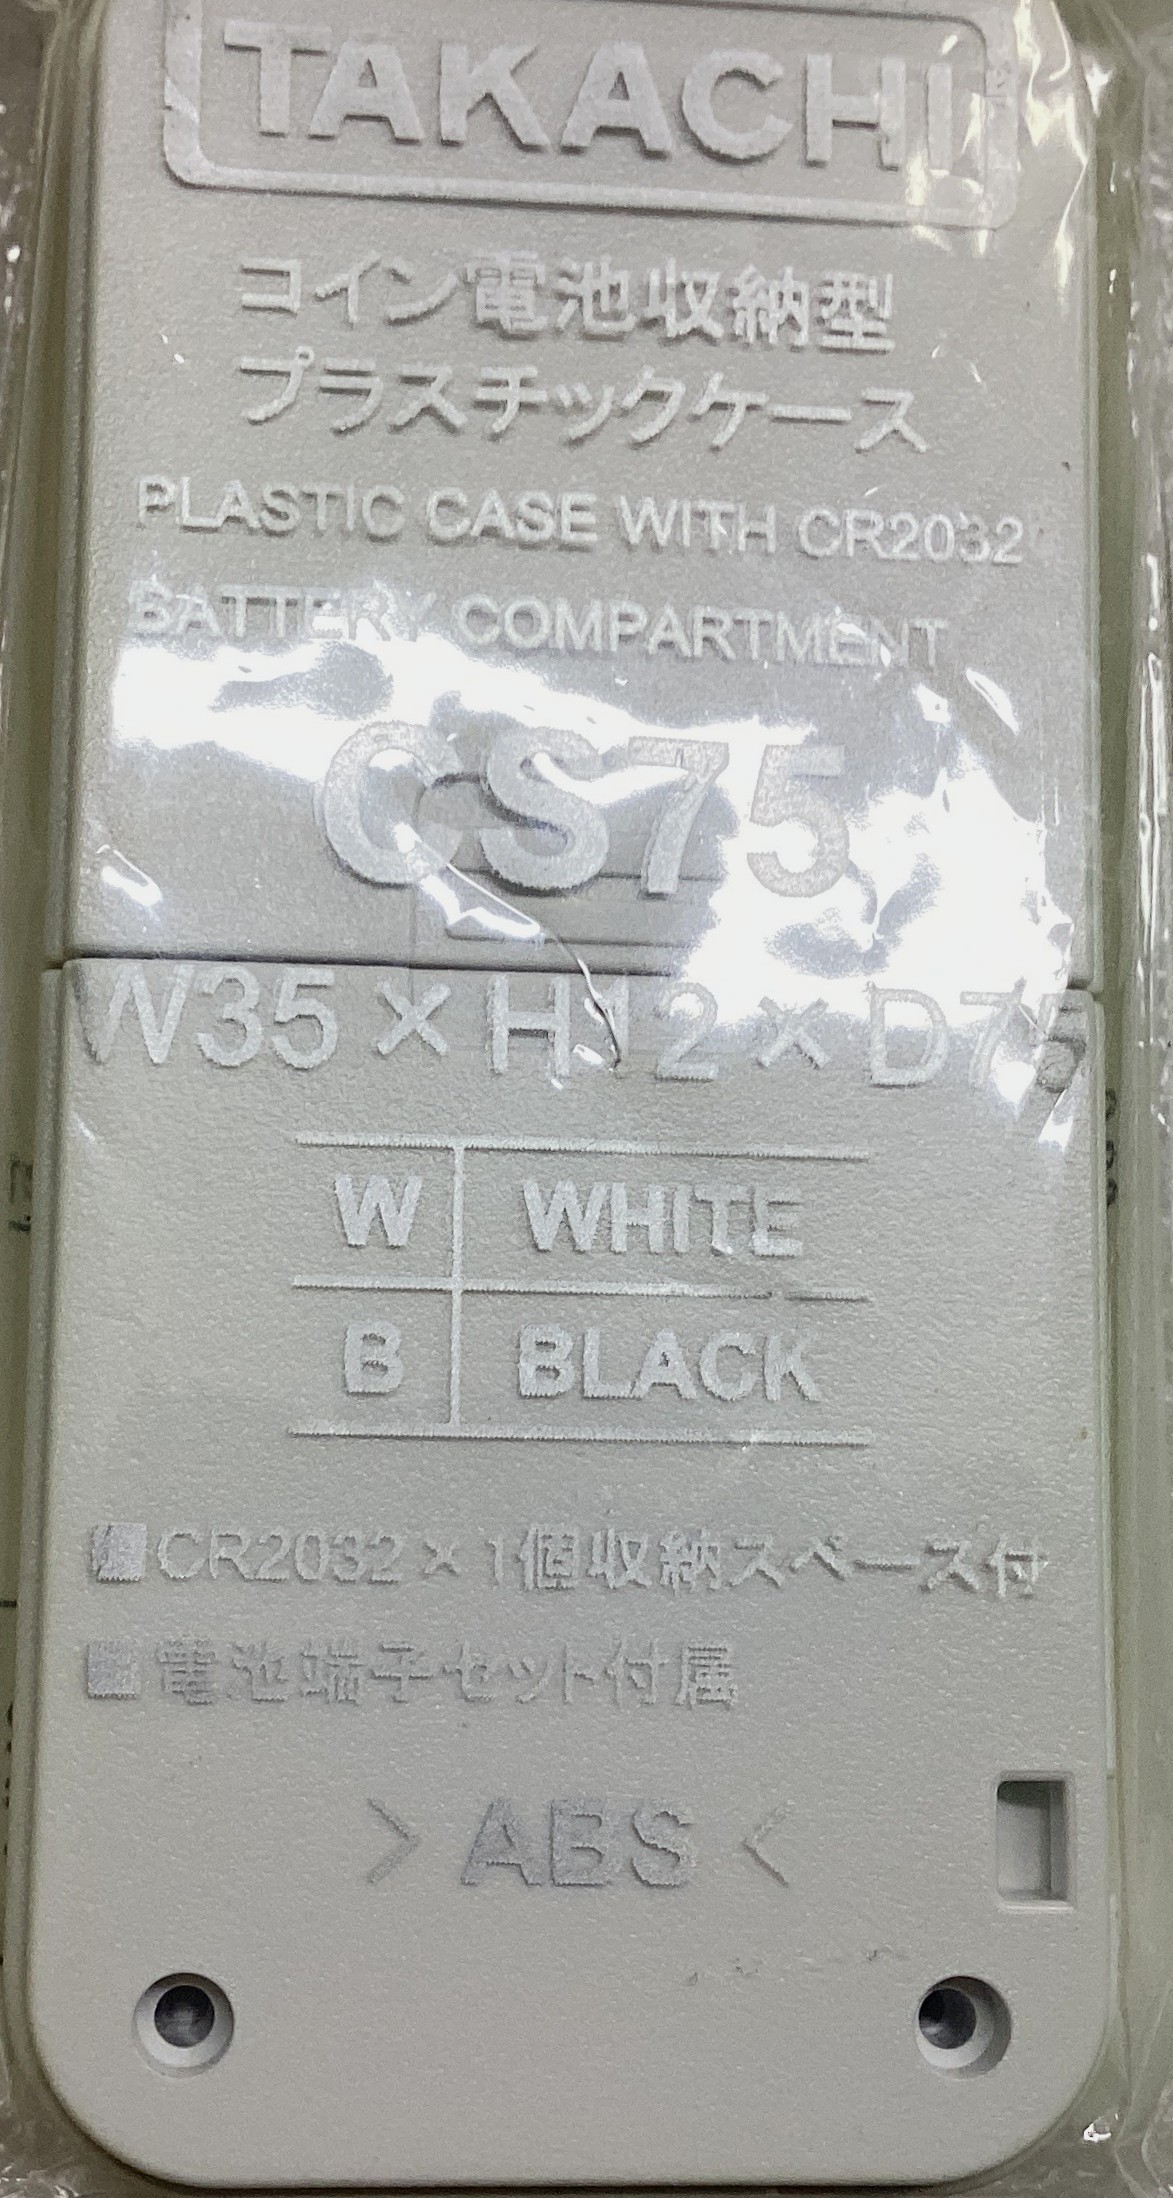 TAKACHI
コイン電池収納型
プラスチックケース
PLASTIC CASE WITH CR2032
BATTERY COMPARTMENT
CS75
W35 × H12 × D75
W WHITE
B BLACK
■CR2032×1個収納スペース付
■電池端子セット付属
>ABS<